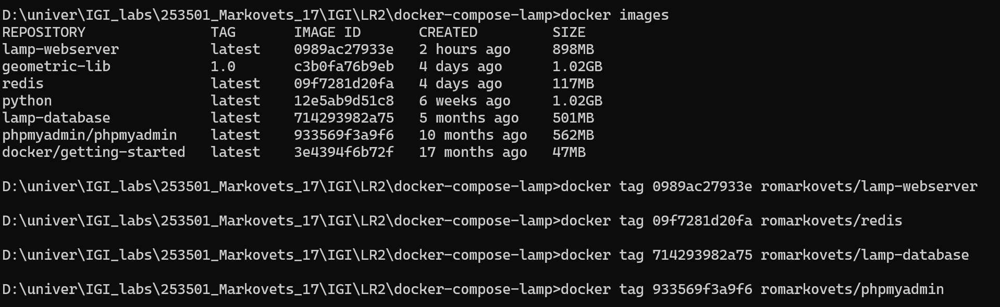 D:\univer\IGI_labs\253501_Markovets_17\IGI\LR2\docker-compose-lamp>docker images
REPOSITORY TAG IMAGE ID CREATED SIZE
lamp-webserver latest 0989ac27933e 2 hours ago 898MB
geometric-lib 1.0 c3b0fa76b9eb 4 days ago 1.02GB
redis latest 09f7281d20fa 4 days ago 117MB
python latest 12e5ab9d51c8 6 weeks ago 1.02GB
lamp-database latest 714293982a75 5 months ago 501MB
phpmyadmin/phpmyadmin latest 933569f3a9f6 10 months ago 562MB
docker/getting-started latest 3e4394f6b72f 17 months ago 47MB
D:\univer\IGI_labs\253501_Markovets_17\IGI\LR2\docker-compose-lamp>docker tag 0989ac27933e romarkovets/lamp-webserver
D:\univer\IGI_labs\253501_Markovets_17\IGI\LR2\docker-compose-lamp>docker tag 09f7281d20fa romarkovets/redis
D:\univer\IGI_labs\253501_Markovets_17\IGI\LR2\docker-compose-lamp>docker tag 714293982a75 romarkovets/lamp-database
D:\univer\IGI_labs\253501_Markovets_17\IGI\LR2\docker-compose-lamp>docker tag 933569f3a9f6 romarkovets/phpmyadmin